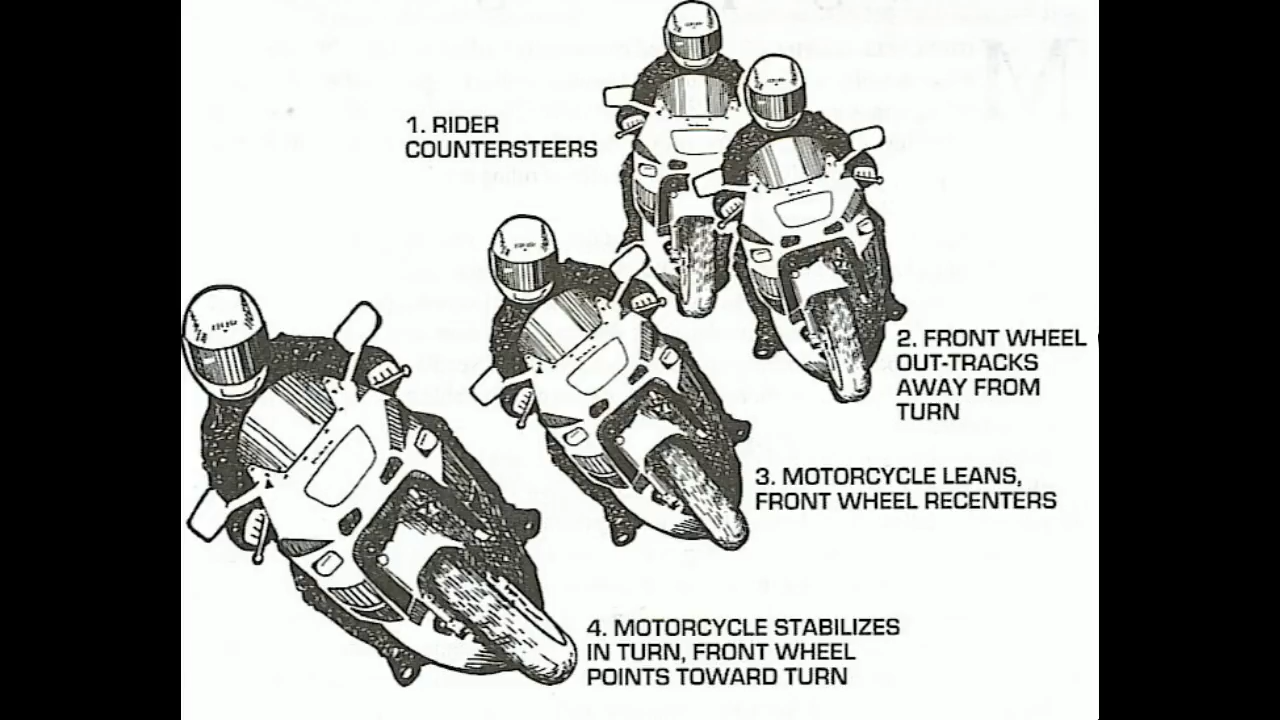 1. RIDER
COUNTERSTEERS
2. FRONT WHEEL
OUT-TRACKS
AWAY FROM
TURN
3. MOTORCYCLE LEANS,
FRONT WHEEL RECENTERS
4. MOTORCYCLE STABILIZES
IN TURN, FRONT WHEEL
POINTS TOWARD TURN